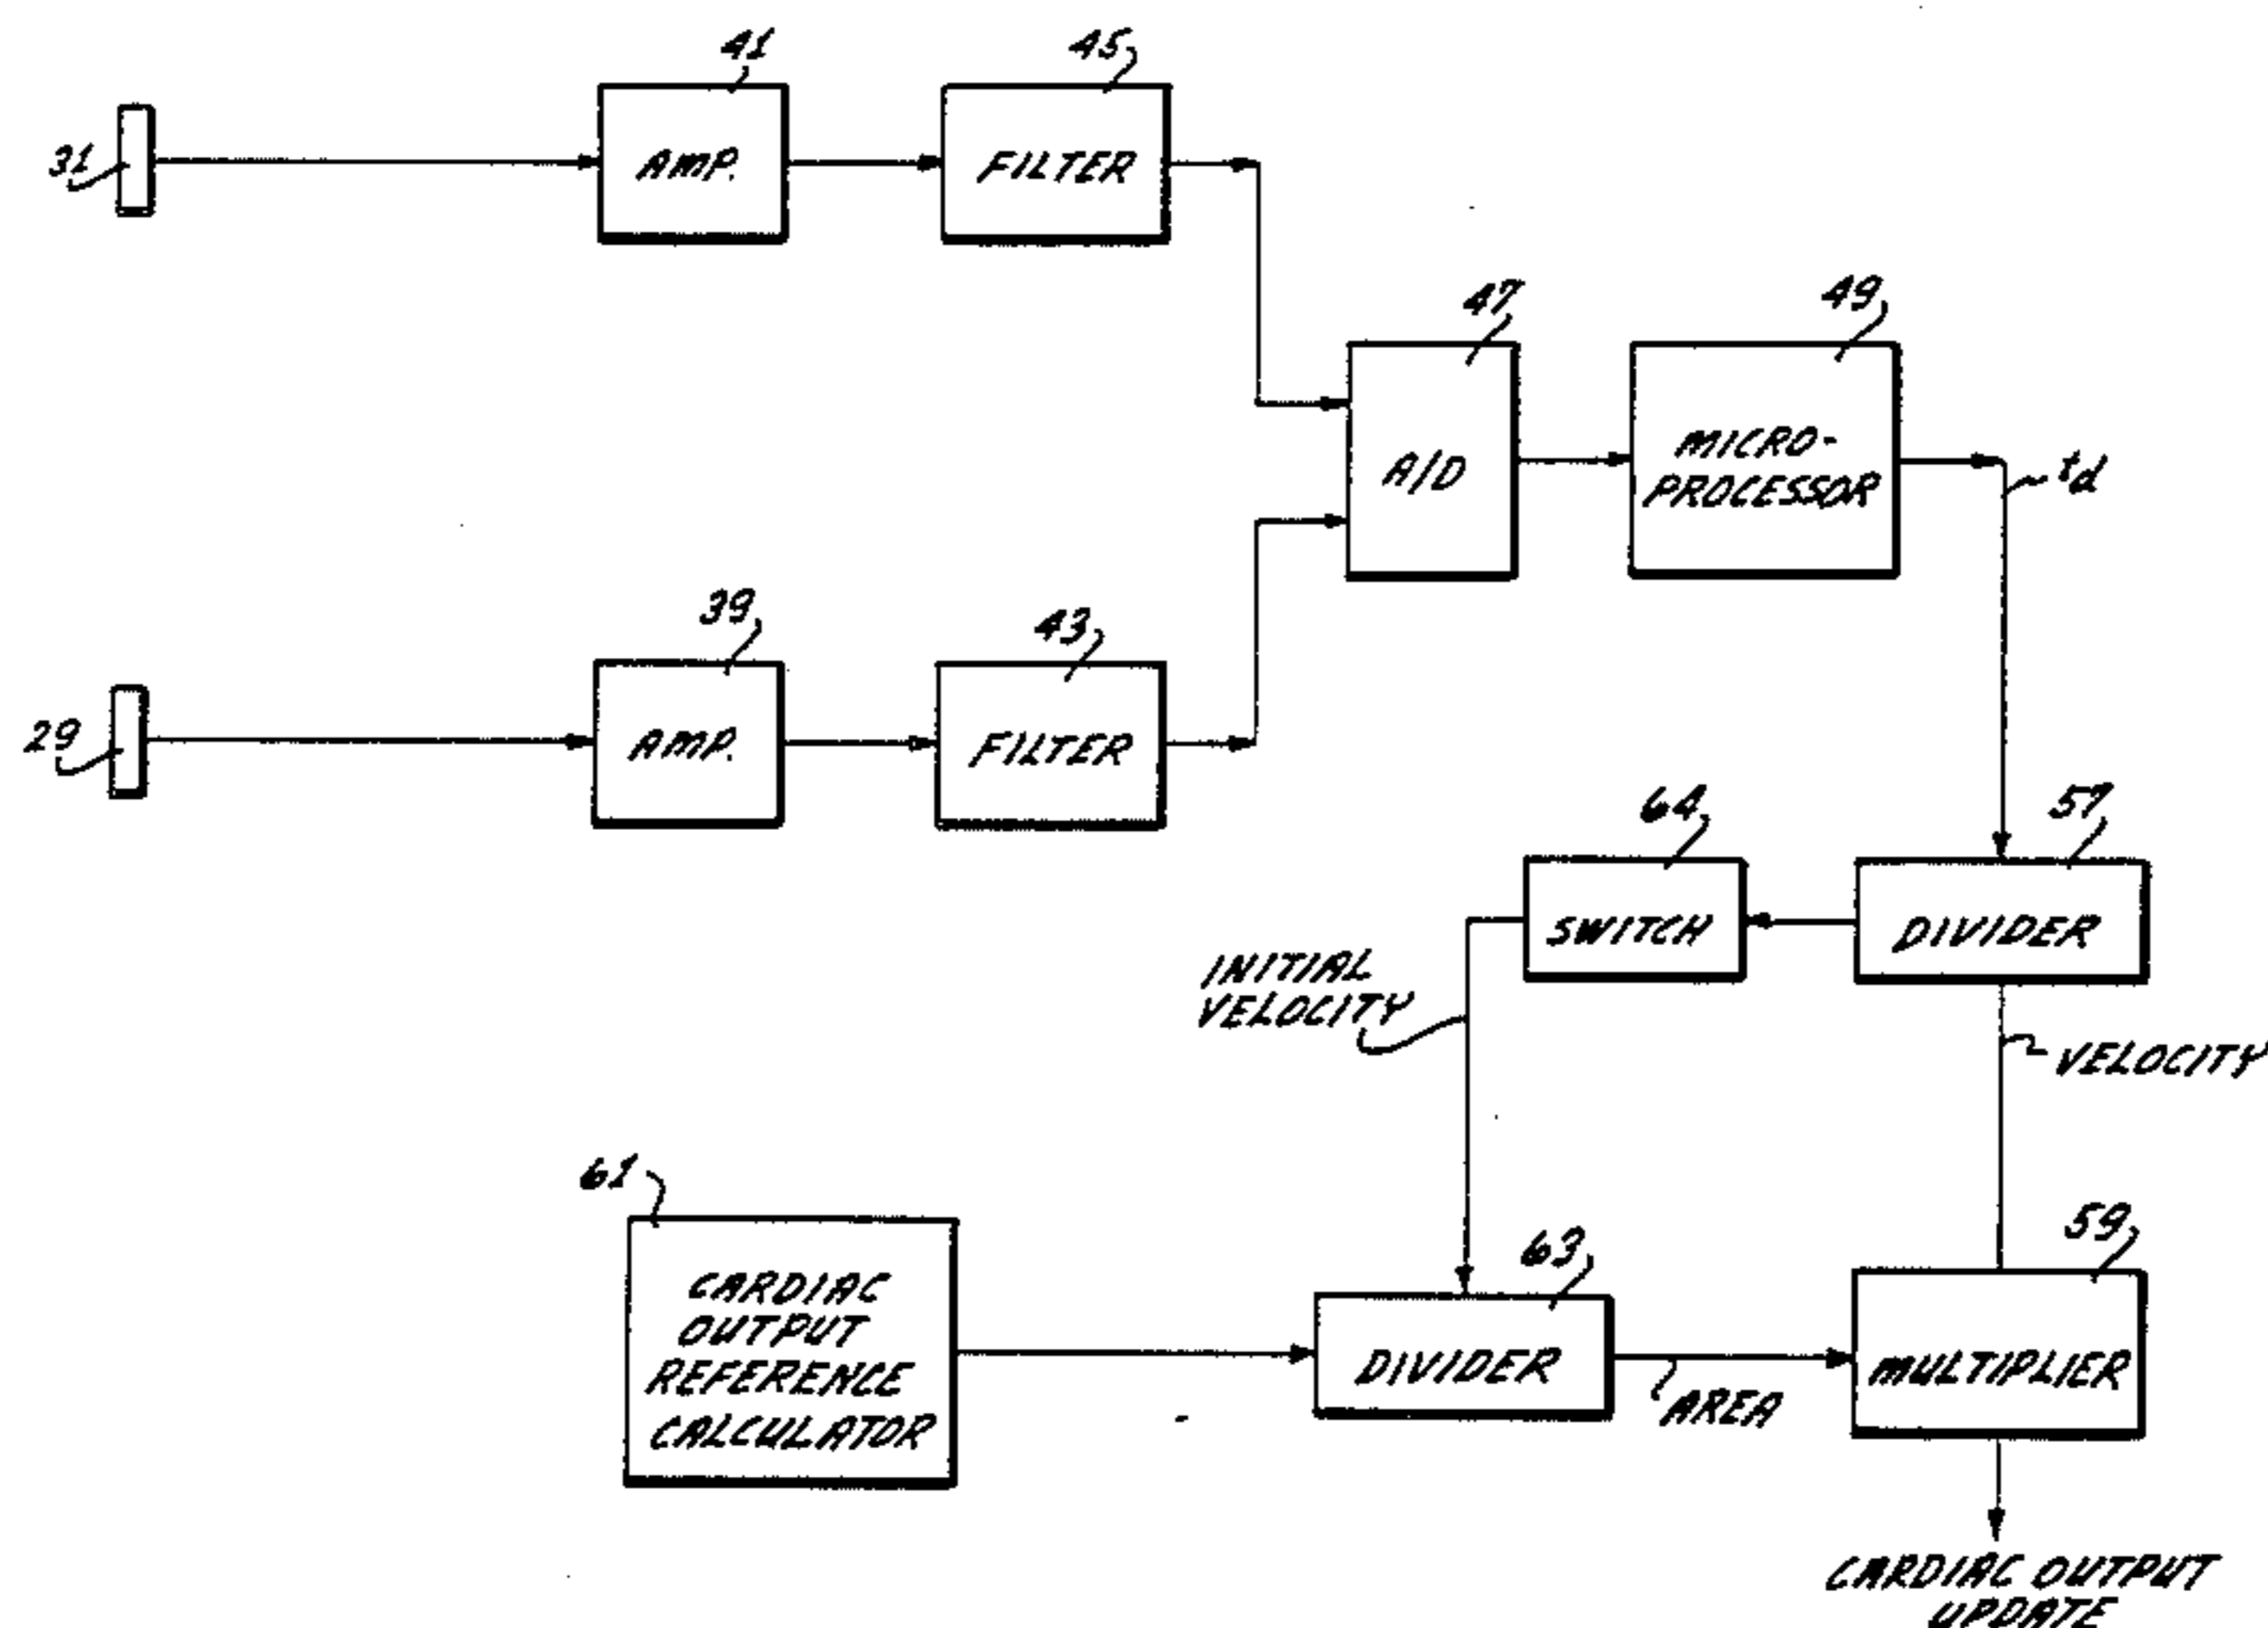 41
45
31
AMP.
FILTER
47
49
A/D
MICRO-
PROCESSOR
td
39
43
29
AMP.
FILTER
64
57
SWITCH
DIVIDER
INITIAL
VELOCITY
VELOCITY
61
63
59
CARDIAC
OUTPUT
REFERENCE
CALCULATOR
DIVIDER
AREA
MULTIPLIER
CARDIAC OUTPUT
UPDATE